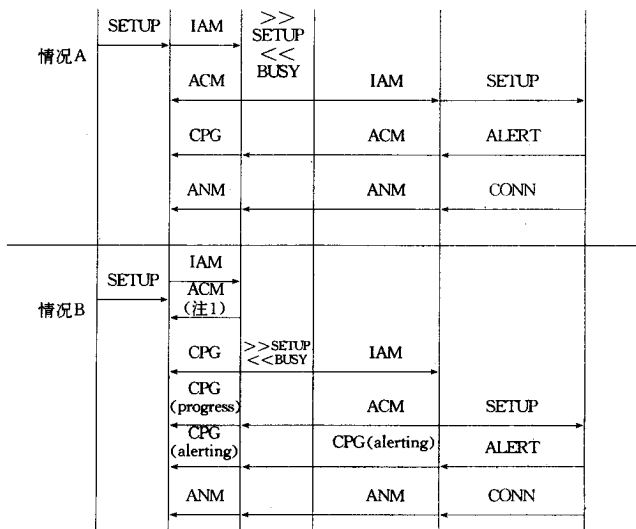 SETUP IAM >>
SETUP
<<
BUSY
情况A
ACM IAM SETUP
CPG ACM ALERT
ANM ANM CONN
IAM
SETUP
ACM
(注1)
情况B
CPG >>SETUP IAM
<<BUSY
CPG
(progress) ACM SETUP
CPG
(alerting) CPG(alerting) ALERT
ANM ANM CONN